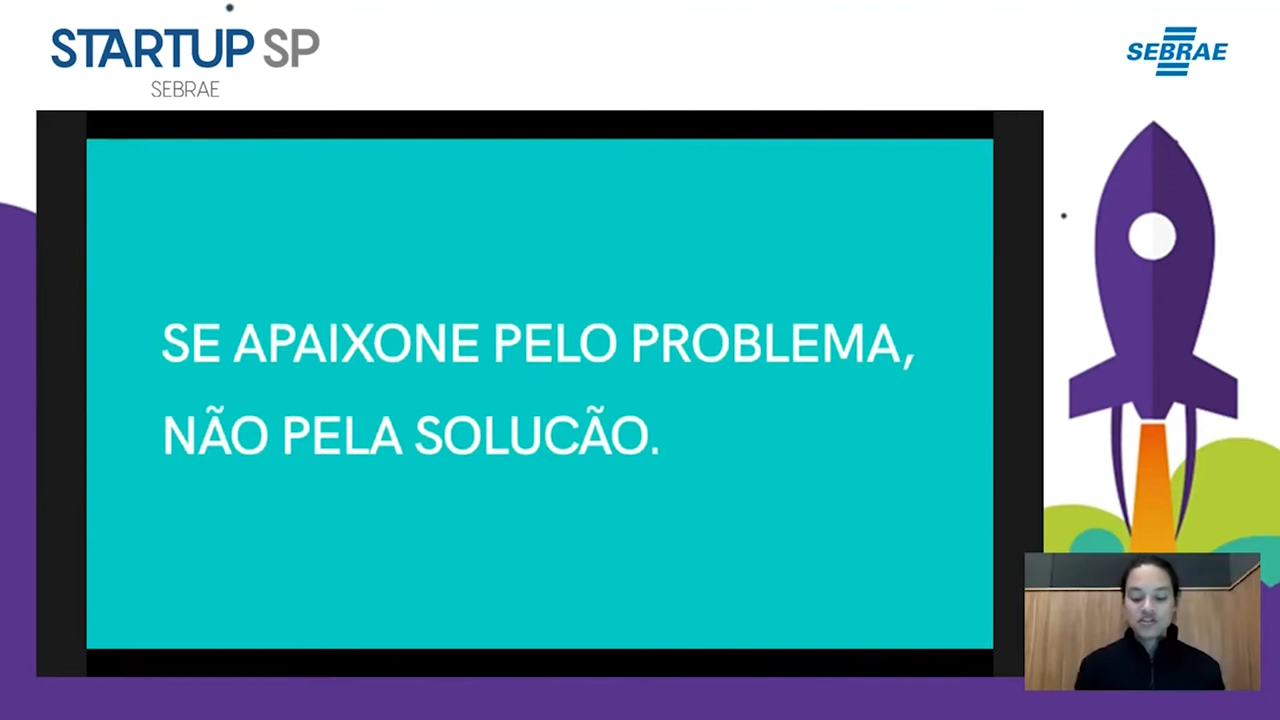 STARTUP SP
SEBRAE
SEBRAE
SE APAIXONE PELO PROBLEMA,
NÃO PELA SOLUCÃO.